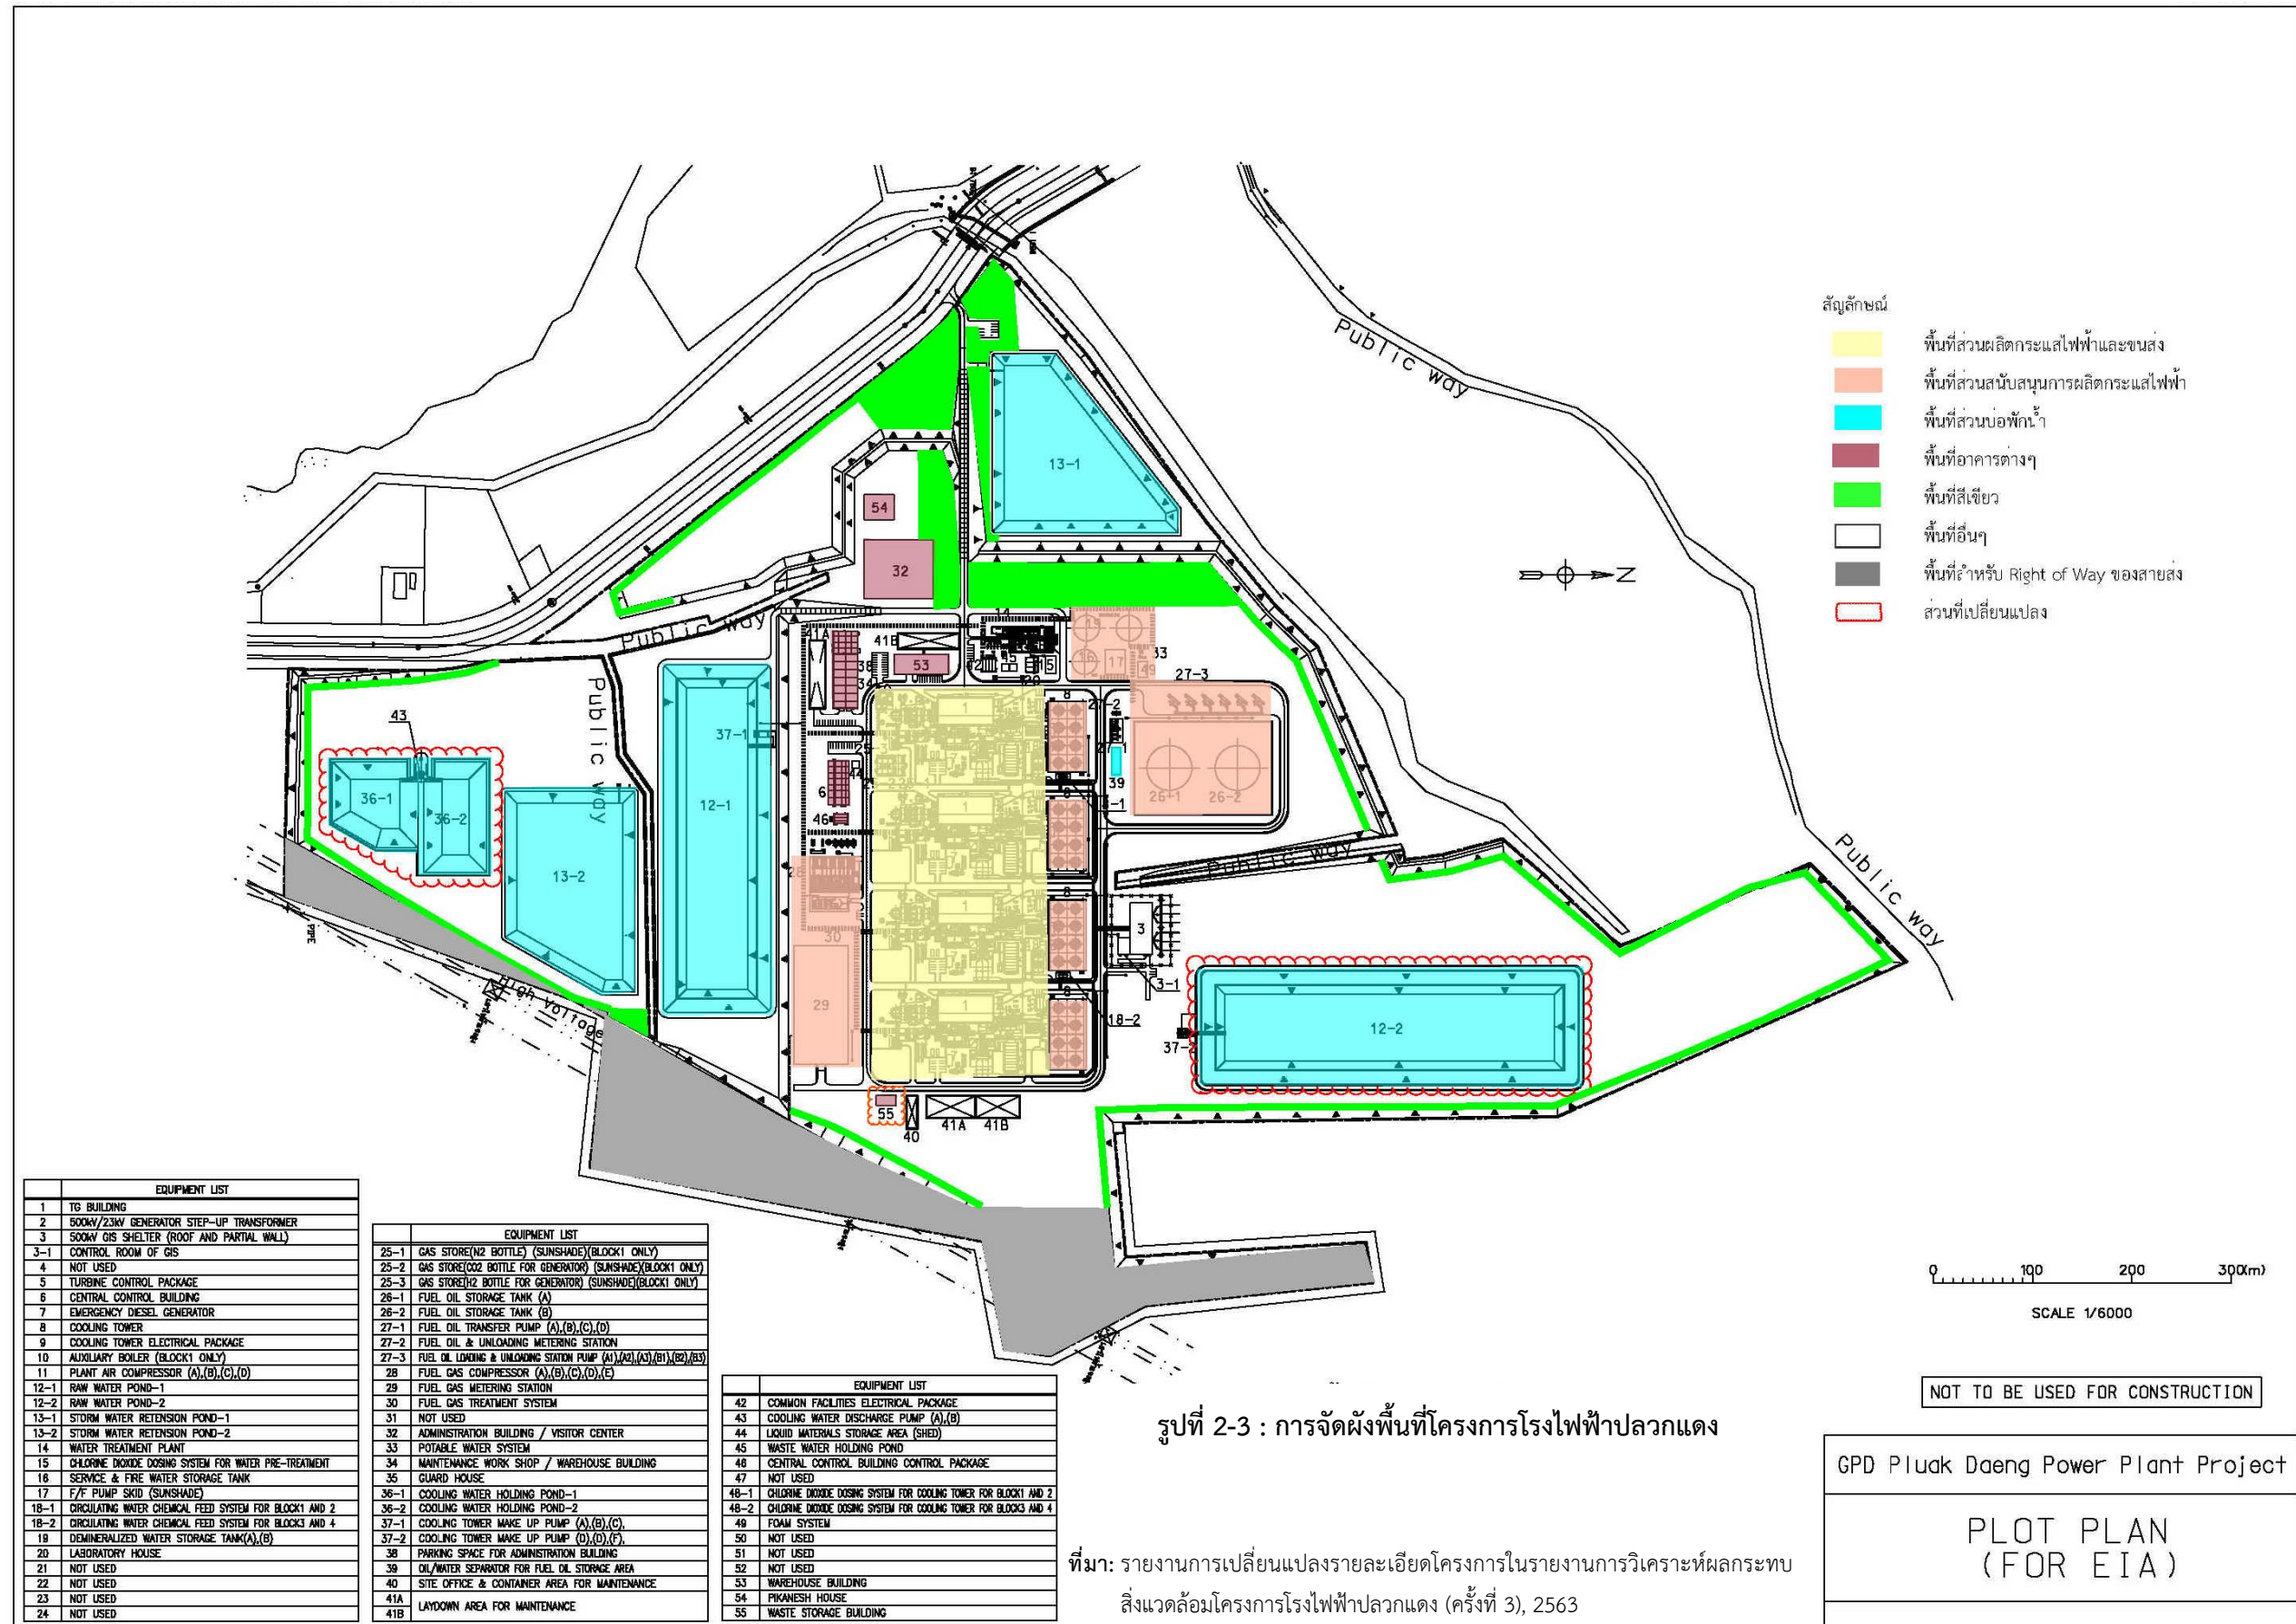 Public way
Public way
Public way
Public way
Public way
High Voltage
PIPE
N
13-1
54
32
14
41A
41B
38
53
34
15
16
17
49
33
27-3
43
37-1
25-3
44
6
46
27-2
39
26-1
26-2
36-1
36-2
13-2
12-1
28
30
29
1
1
1
1
8
8
8
8
3
3-1
18-2
37-2
12-2
55
40
41A
41B
สัญลักษณ์
พื้นที่ส่วนผลิตกระแสไฟฟ้าและขนส่ง
พื้นที่ส่วนสนับสนุนการผลิตกระแสไฟฟ้า
พื้นที่ส่วนบ่อพักน้ำ
พื้นที่อาคารต่างๆ
พื้นที่สีเขียว
พื้นที่อื่นๆ
พื้นที่สำหรับ Right of Way ของสายส่ง
ส่วนที่เปลี่ยนแปลง
0 100 200 300(m)
SCALE 1/6000
NOT TO BE USED FOR CONSTRUCTION
GPD Pluak Daeng Power Plant Project
PLOT PLAN
(FOR EIA)
EQUIPMENT LIST
1 TG BUILDING
2 500kV/23kV GENERATOR STEP-UP TRANSFORMER
3 500kV GIS SHELTER (ROOF AND PARTIAL WALL)
3-1 CONTROL ROOM OF GIS
4 NOT USED
5 TURBINE CONTROL PACKAGE
6 CENTRAL CONTROL BUILDING
7 EMERGENCY DIESEL GENERATOR
8 COOLING TOWER
9 COOLING TOWER ELECTRICAL PACKAGE
10 AUXILIARY BOILER (BLOCK1 ONLY)
11 PLANT AIR COMPRESSOR (A),(B),(C),(D)
12-1 RAW WATER POND-1
12-2 RAW WATER POND-2
13-1 STORM WATER RETENSION POND-1
13-2 STORM WATER RETENSION POND-2
14 WATER TREATMENT PLANT
15 CHLORINE DIOXIDE DOSING SYSTEM FOR WATER PRE-TREATMENT
16 SERVICE & FIRE WATER STORAGE TANK
17 F/F PUMP SKID (SUNSHADE)
18-1 CIRCULATING WATER CHEMICAL FEED SYSTEM FOR BLOCK1 AND 2
18-2 CIRCULATING WATER CHEMICAL FEED SYSTEM FOR BLOCK3 AND 4
19 DEMINERALIZED WATER STORAGE TANK(A),(B)
20 LABORATORY HOUSE
21 NOT USED
22 NOT USED
23 NOT USED
24 NOT USED
EQUIPMENT LIST
25-1 GAS STORE(N2 BOTTLE) (SUNSHADE)(BLOCK1 ONLY)
25-2 GAS STORE(CO2 BOTTLE FOR GENERATOR) (SUNSHADE)(BLOCK1 ONLY)
25-3 GAS STORE(H2 BOTTLE FOR GENERATOR) (SUNSHADE)(BLOCK1 ONLY)
26-1 FUEL OIL STORAGE TANK (A)
26-2 FUEL OIL STORAGE TANK (B)
27-1 FUEL OIL TRANSFER PUMP (A),(B),(C),(D)
27-2 FUEL OIL & UNLOADING METERING STATION
27-3 FUEL OIL LOADING & UNLOADING STATION PUMP (A1),(A2),(A3),(B1),(B2),(B3)
28 FUEL GAS COMPRESSOR (A),(B),(C),(D),(E)
29 FUEL GAS METERING STATION
30 FUEL GAS TREATMENT SYSTEM
31 NOT USED
32 ADMINISTRATION BUILDING / VISITOR CENTER
33 POTABLE WATER SYSTEM
34 MAINTENANCE WORK SHOP / WAREHOUSE BUILDING
35 GUARD HOUSE
36-1 COOLING WATER HOLDING POND-1
36-2 COOLING WATER HOLDING POND-2
37-1 COOLING TOWER MAKE UP PUMP (A),(B),(C),
37-2 COOLING TOWER MAKE UP PUMP (D),(D),(F),
38 PARKING SPACE FOR ADMINISTRATION BUILDING
39 OIL/WATER SEPARATOR FOR FUEL OIL STORAGE AREA
40 SITE OFFICE & CONTAINER AREA FOR MAINTENANCE
41A LAYDOWN AREA FOR MAINTENANCE
41B
EQUIPMENT LIST
42 COMMON FACILITIES ELECTRICAL PACKAGE
43 COOLING WATER DISCHARGE PUMP (A),(B)
44 LIQUID MATERIALS STORAGE AREA (SHED)
45 WASTE WATER HOLDING POND
46 CENTRAL CONTROL BUILDING CONTROL PACKAGE
47 NOT USED
48-1 CHLORINE DIOXIDE DOSING SYSTEM FOR COOLING TOWER FOR BLOCK1 AND 2
48-2 CHLORINE DIOXIDE DOSING SYSTEM FOR COOLING TOWER FOR BLOCK3 AND 4
49 FOAM SYSTEM
50 NOT USED
51 NOT USED
52 NOT USED
53 WAREHOUSE BUILDING
54 PIKANESH HOUSE
55 WASTE STORAGE BUILDING
รูปที่ 2-3 : การจัดผังพื้นที่โครงการโรงไฟฟ้าปลวกแดง
ที่มา: รายงานการเปลี่ยนแปลงรายละเอียดโครงการในรายงานการวิเคราะห์ผลกระทบ
สิ่งแวดล้อมโครงการโรงไฟฟ้าปลวกแดง (ครั้งที่ 3), 2563